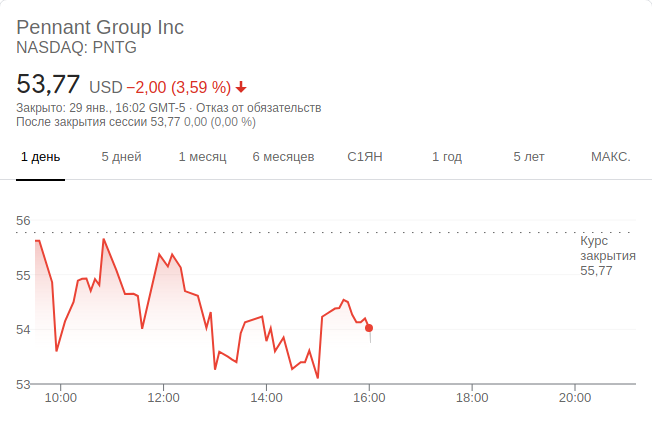 Pennant Group Inc
NASDAQ: PNTG
53,77 USD −2,00 (3,59 %)
Закрыто: 29 янв., 16:02 GMT-5 · Отказ от обязательств
После закрытия сессии 53,77 0,00 (0,00 %)
1 день 5 дней 1 месяц 6 месяцев С1ЯН 1 год 5 лет МАКС.
56
Курс
закрытия
55,77
55
54
53
10:00 12:00 14:00 16:00 18:00 20:00